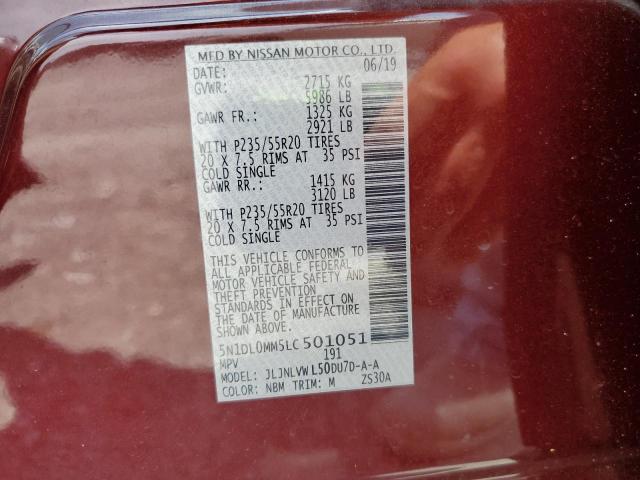 MFD BY NISSAN MOTOR CO., LTD.
DATE: 06/19
GVWR: 2715 KG
5986 LB
GAWR FR.: 1325 KG
2921 LB
WITH P235/55R20 TIRES
20 X 7.5 RIMS AT 35 PSI
COLD SINGLE
GAWR RR.: 1415 KG
3120 LB
WITH P235/55R20 TIRES
20 X 7.5 RIMS AT 35 PSI
COLD SINGLE
THIS VEHICLE CONFORMS TO
ALL APPLICABLE FEDERAL
MOTOR VEHICLE SAFETY AND
THEFT PREVENTION
STANDARDS IN EFFECT ON
THE DATE OF MANUFACTURE
SHOWN ABOVE.
5N1DL0MM5LC501051
MPV 191
MODEL: JLJNLVWL50DU7D-A-A
COLOR: NBM TRIM: M ZS30A